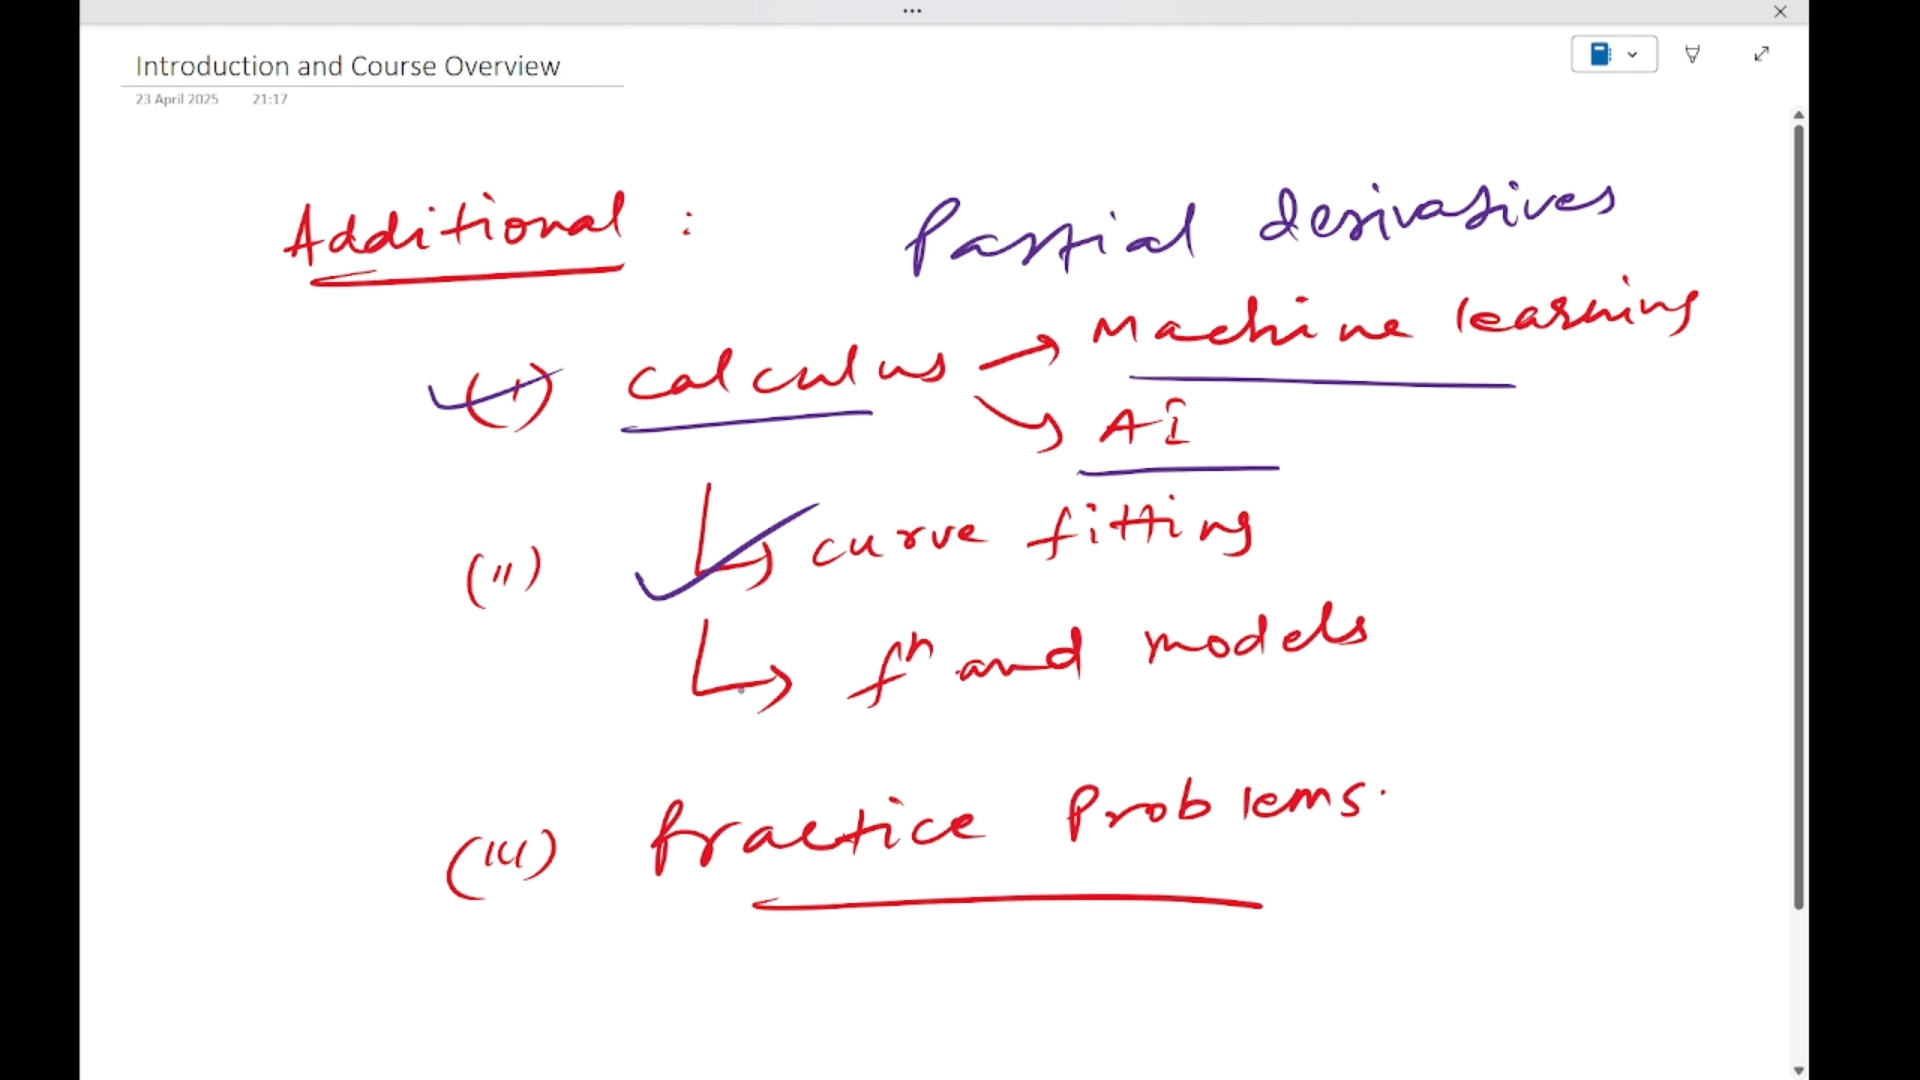 Introduction and Course Overview
23 April 2025 21:17
Additional : Partial derivatives
(i) Calculus → Machine learning
→ AI
(ii) ↳ curve fitting
↳ fⁿ and models
(iii) Practice Problems.